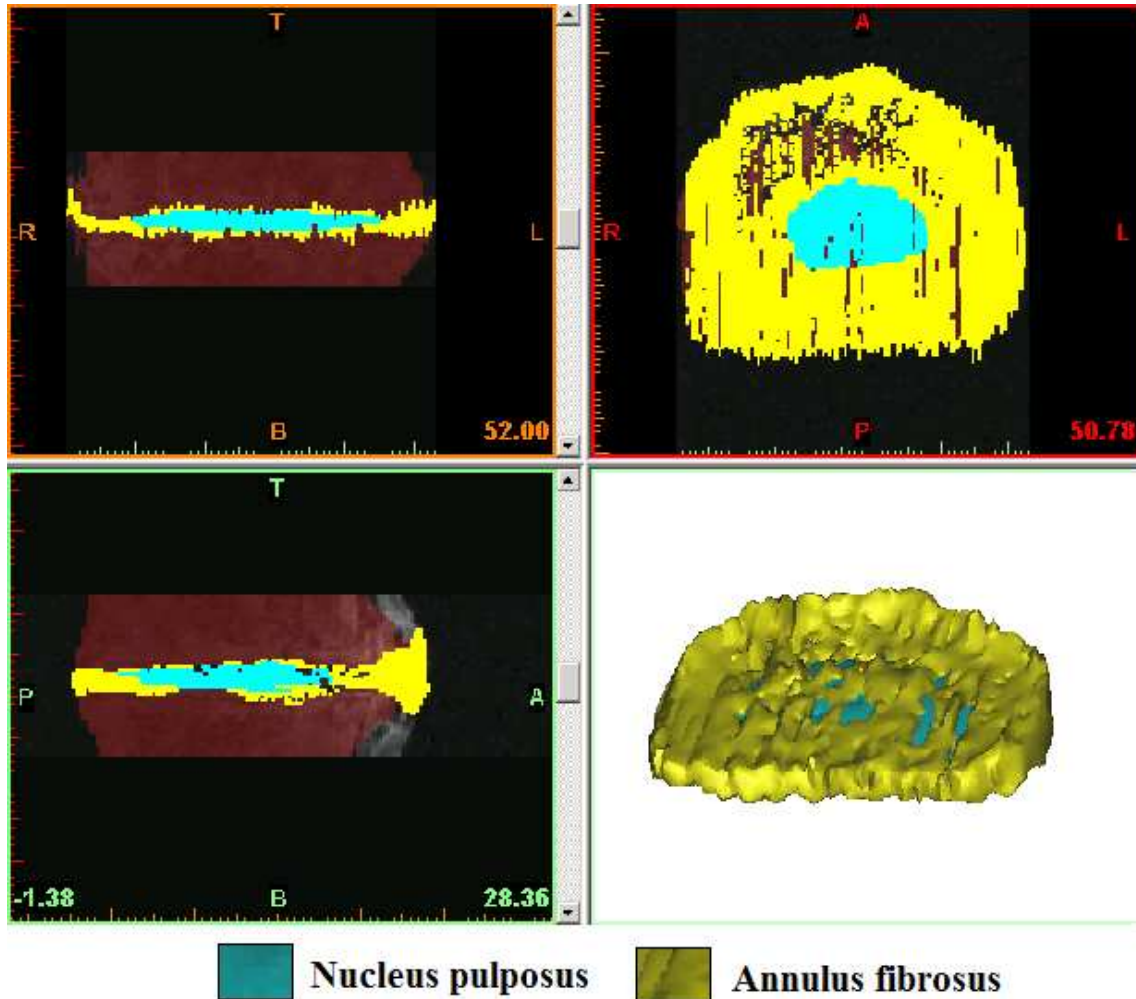 T
R
L
B
52.00
A
R
L
P
50.78
T
P
A
-1.38
B
28.36
Nucleus pulposus
Annulus fibrosus